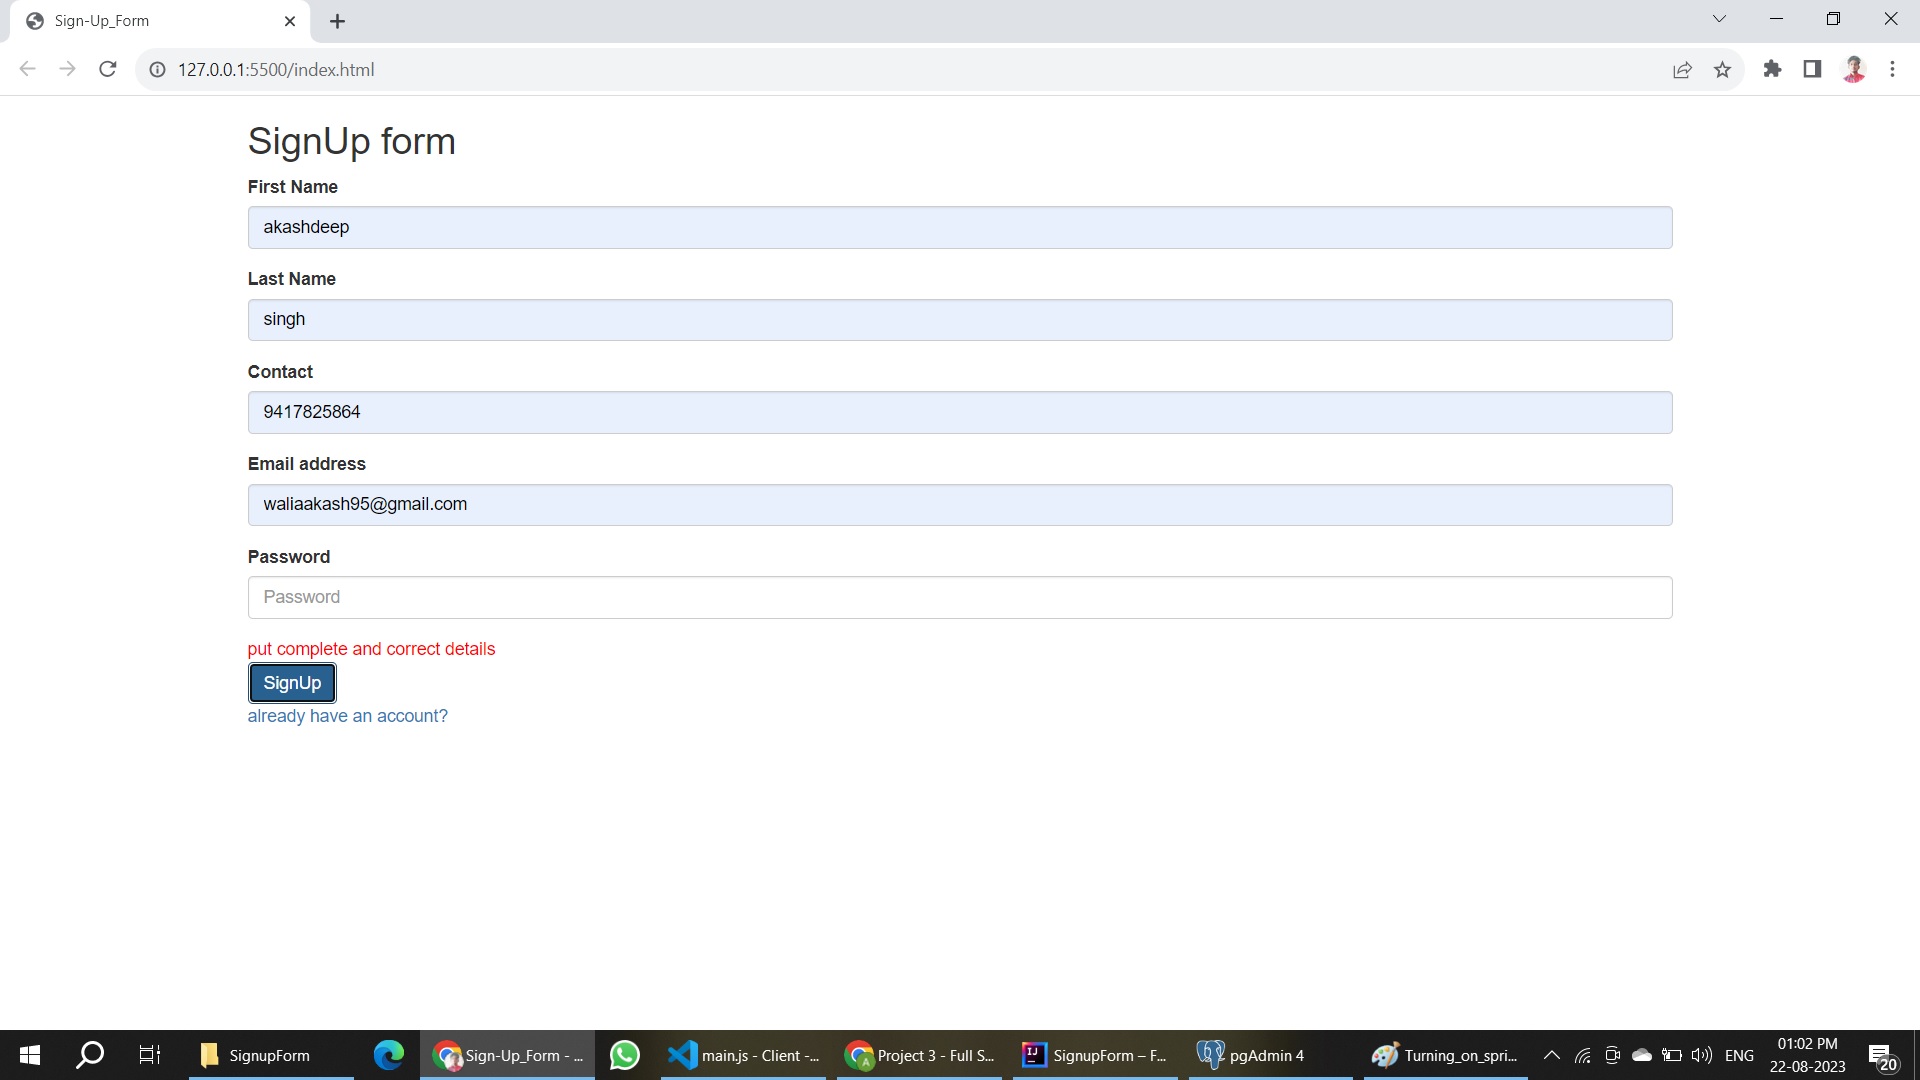 Sign-Up_Form
127.0.0.1:5500/index.html
SignUp form
First Name
akashdeep
Last Name
singh
Contact
9417825864
Email address
waliaakash95@gmail.com
Password
Password
put complete and correct details
SignUp
already have an account?
SignupForm
Sign-Up_Form - ...
main.js - Client -...
Project 3 - Full S...
SignupForm – F...
pgAdmin 4
Turning_on_spri...
ENG
01:02 PM
22-08-2023
20